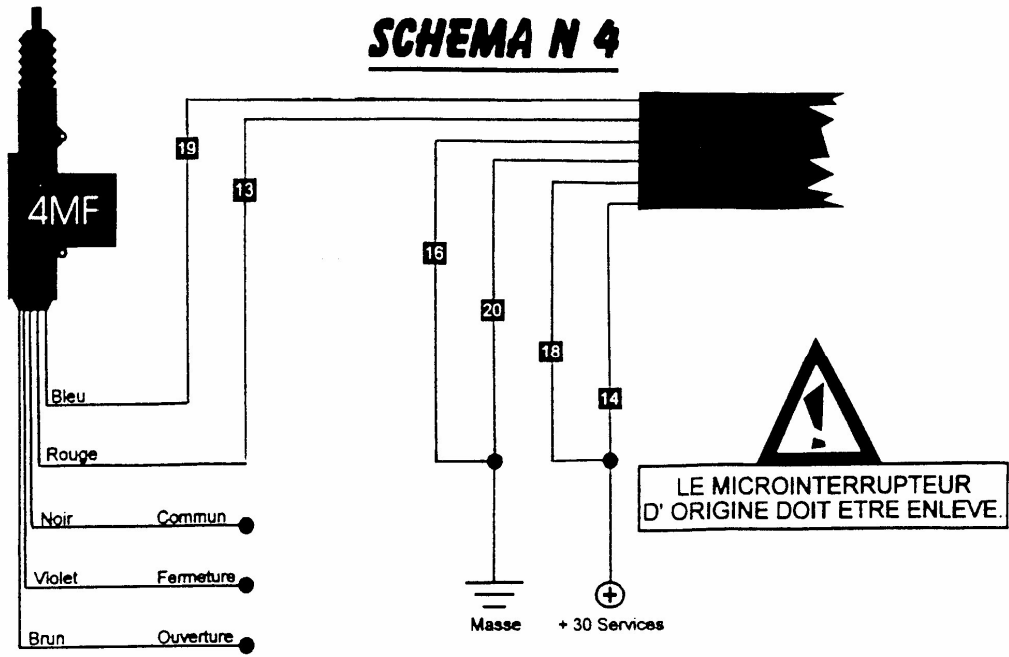 SCHEMA N 4
19
13
4MF
16
20
18
14
Bleu
Rouge
Noir Commun
Violet Fermeture
Brun Ouverture
Masse
+ 30 Services
LE MICROINTERRUPTEUR
D' ORIGINE DOIT ETRE ENLEVE.